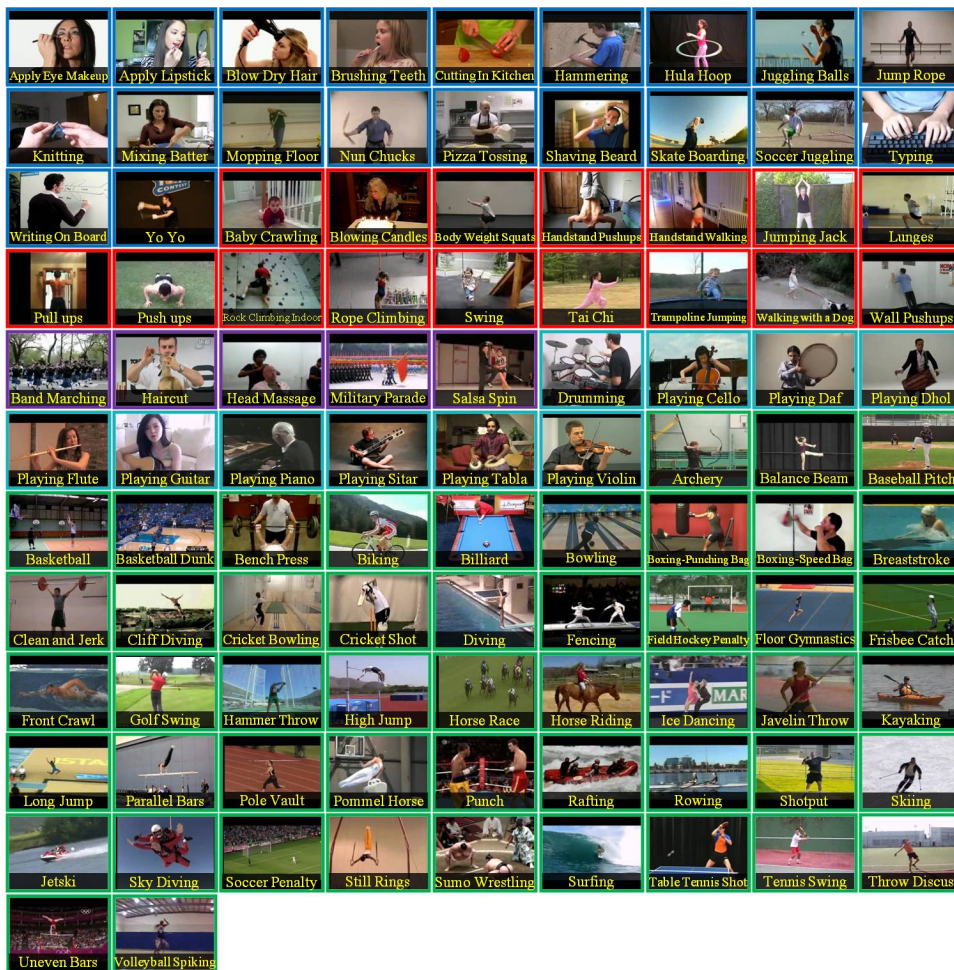 Apply Eye Makeup
Apply Lipstick
Blow Dry Hair
Brushing Teeth
Cutting In Kitchen
Hammering
Hula Hoop
Juggling Balls
Jump Rope
Knitting
Mixing Batter
Mopping Floor
Nun Chucks
Pizza Tossing
Shaving Beard
Skate Boarding
Soccer Juggling
Typing
CONTEST
Writing On Board
Yo Yo
Baby Crawling
Blowing Candles
Body Weight Squats
Handstand Pushups
Handstand Walking
Jumping Jack
Lunges
Pull ups
Push ups
Rock Climbing Indoor
Rope Climbing
Swing
Tai Chi
Trampoline Jumping
Walking with a Dog
Wall Pushups
Band Marching
Haircut
Head Massage
Military Parade
Salsa Spin
Drumming
Playing Cello
Playing Daf
Playing Dhol
Playing Flute
Playing Guitar
Playing Piano
Playing Sitar
Playing Tabla
Playing Violin
Archery
Balance Beam
Baseball Pitch
Basketball
Basketball Dunk
Bench Press
Biking
Billiard
Bowling
Boxing-Punching Bag
Boxing-Speed Bag
Breaststroke
Clean and Jerk
Cliff Diving
Cricket Bowling
Cricket Shot
Diving
Fencing
Field Hockey Penalty
Floor Gymnastics
Frisbee Catch
MAR
Front Crawl
Golf Swing
Hammer Throw
High Jump
Horse Race
Horse Riding
Ice Dancing
Javelin Throw
Kayaking
Long Jump
Parallel Bars
Pole Vault
Pommel Horse
Punch
Rafting
Rowing
Shotput
Skiing
Jetski
Sky Diving
Soccer Penalty
Still Rings
Sumo Wrestling
Surfing
Table Tennis Shot
Tennis Swing
Throw Discus
Uneven Bars
Volleyball Spiking